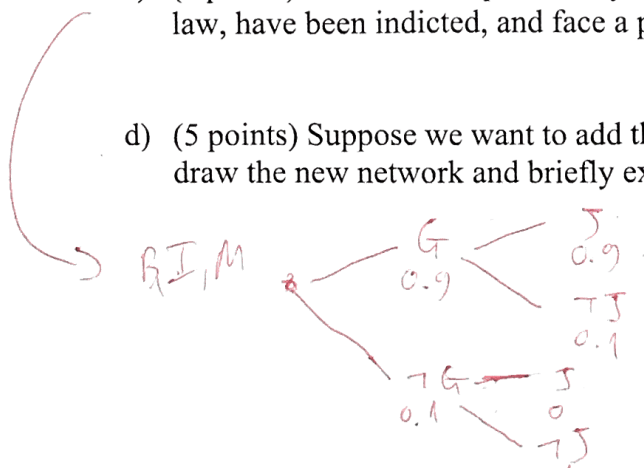 law, have been indicted, and face a p
d) (5 points) Suppose we want to add th
draw the new network and briefly ex
B, I, M
G
0.9
J
0.9
¬J
0.1
¬G
0.1
J
0
¬J